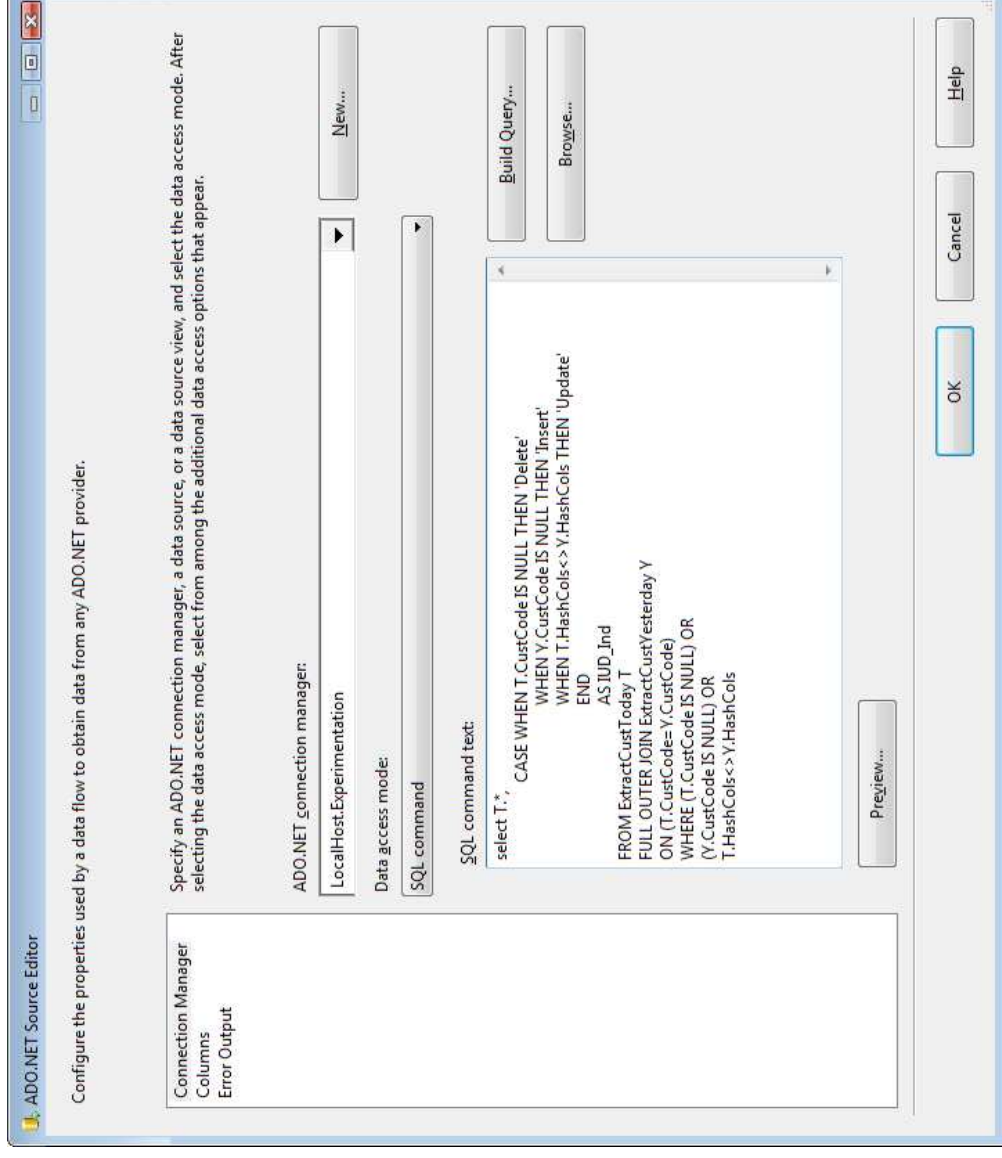 ADO.NET Source Editor
Configure the properties used by a data flow to obtain data from any ADO.NET provider.
Connection Manager
Columns
Error Output
Specify an ADO.NET connection manager, a data source, or a data source view, and select the data access mode. After
selecting the data access mode, select from among the additional data access options that appear.
ADO.NET connection manager:
LocalHost.Experimentation
New...
Data access mode:
SQL command
SQL command text:
select T.*,
CASE WHEN T.CustCode IS NULL THEN 'Delete'
WHEN Y.CustCode IS NULL THEN 'Insert'
WHEN T.HashCols<>Y.HashCols THEN 'Update'
END
AS IUD_Ind
FROM ExtractCustToday T
FULL OUTER JOIN ExtractCustYesterday Y
ON (T.CustCode=Y.CustCode)
WHERE (T.CustCode IS NULL) OR
(Y.CustCode IS NULL) OR
T.HashCols<>Y.HashCols
Build Query...
Browse...
Preview...
OK
Cancel
Help